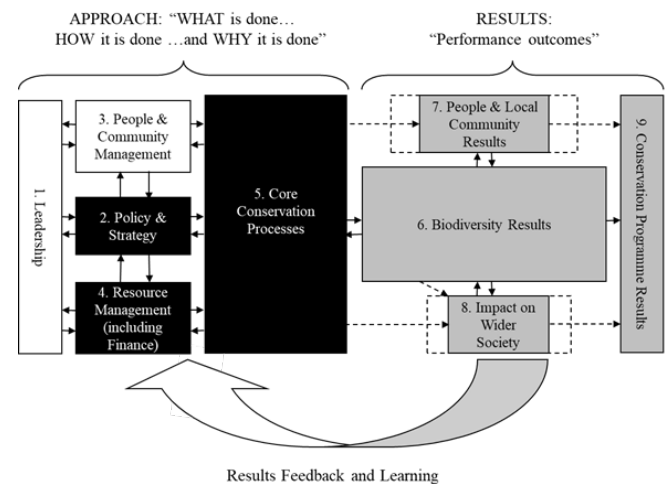 APPROACH: “WHAT is done…
HOW it is done …and WHY it is done”
RESULTS:
“Performance outcomes”
1. Leadership
3. People &
Community
Management
2. Policy &
Strategy
4. Resource
Management
(including
Finance)
5. Core
Conservation
Processes
7. People & Local
Community
Results
6. Biodiversity Results
8. Impact on
Wider
Society
9. Conservation Programme Results
Results Feedback and Learning